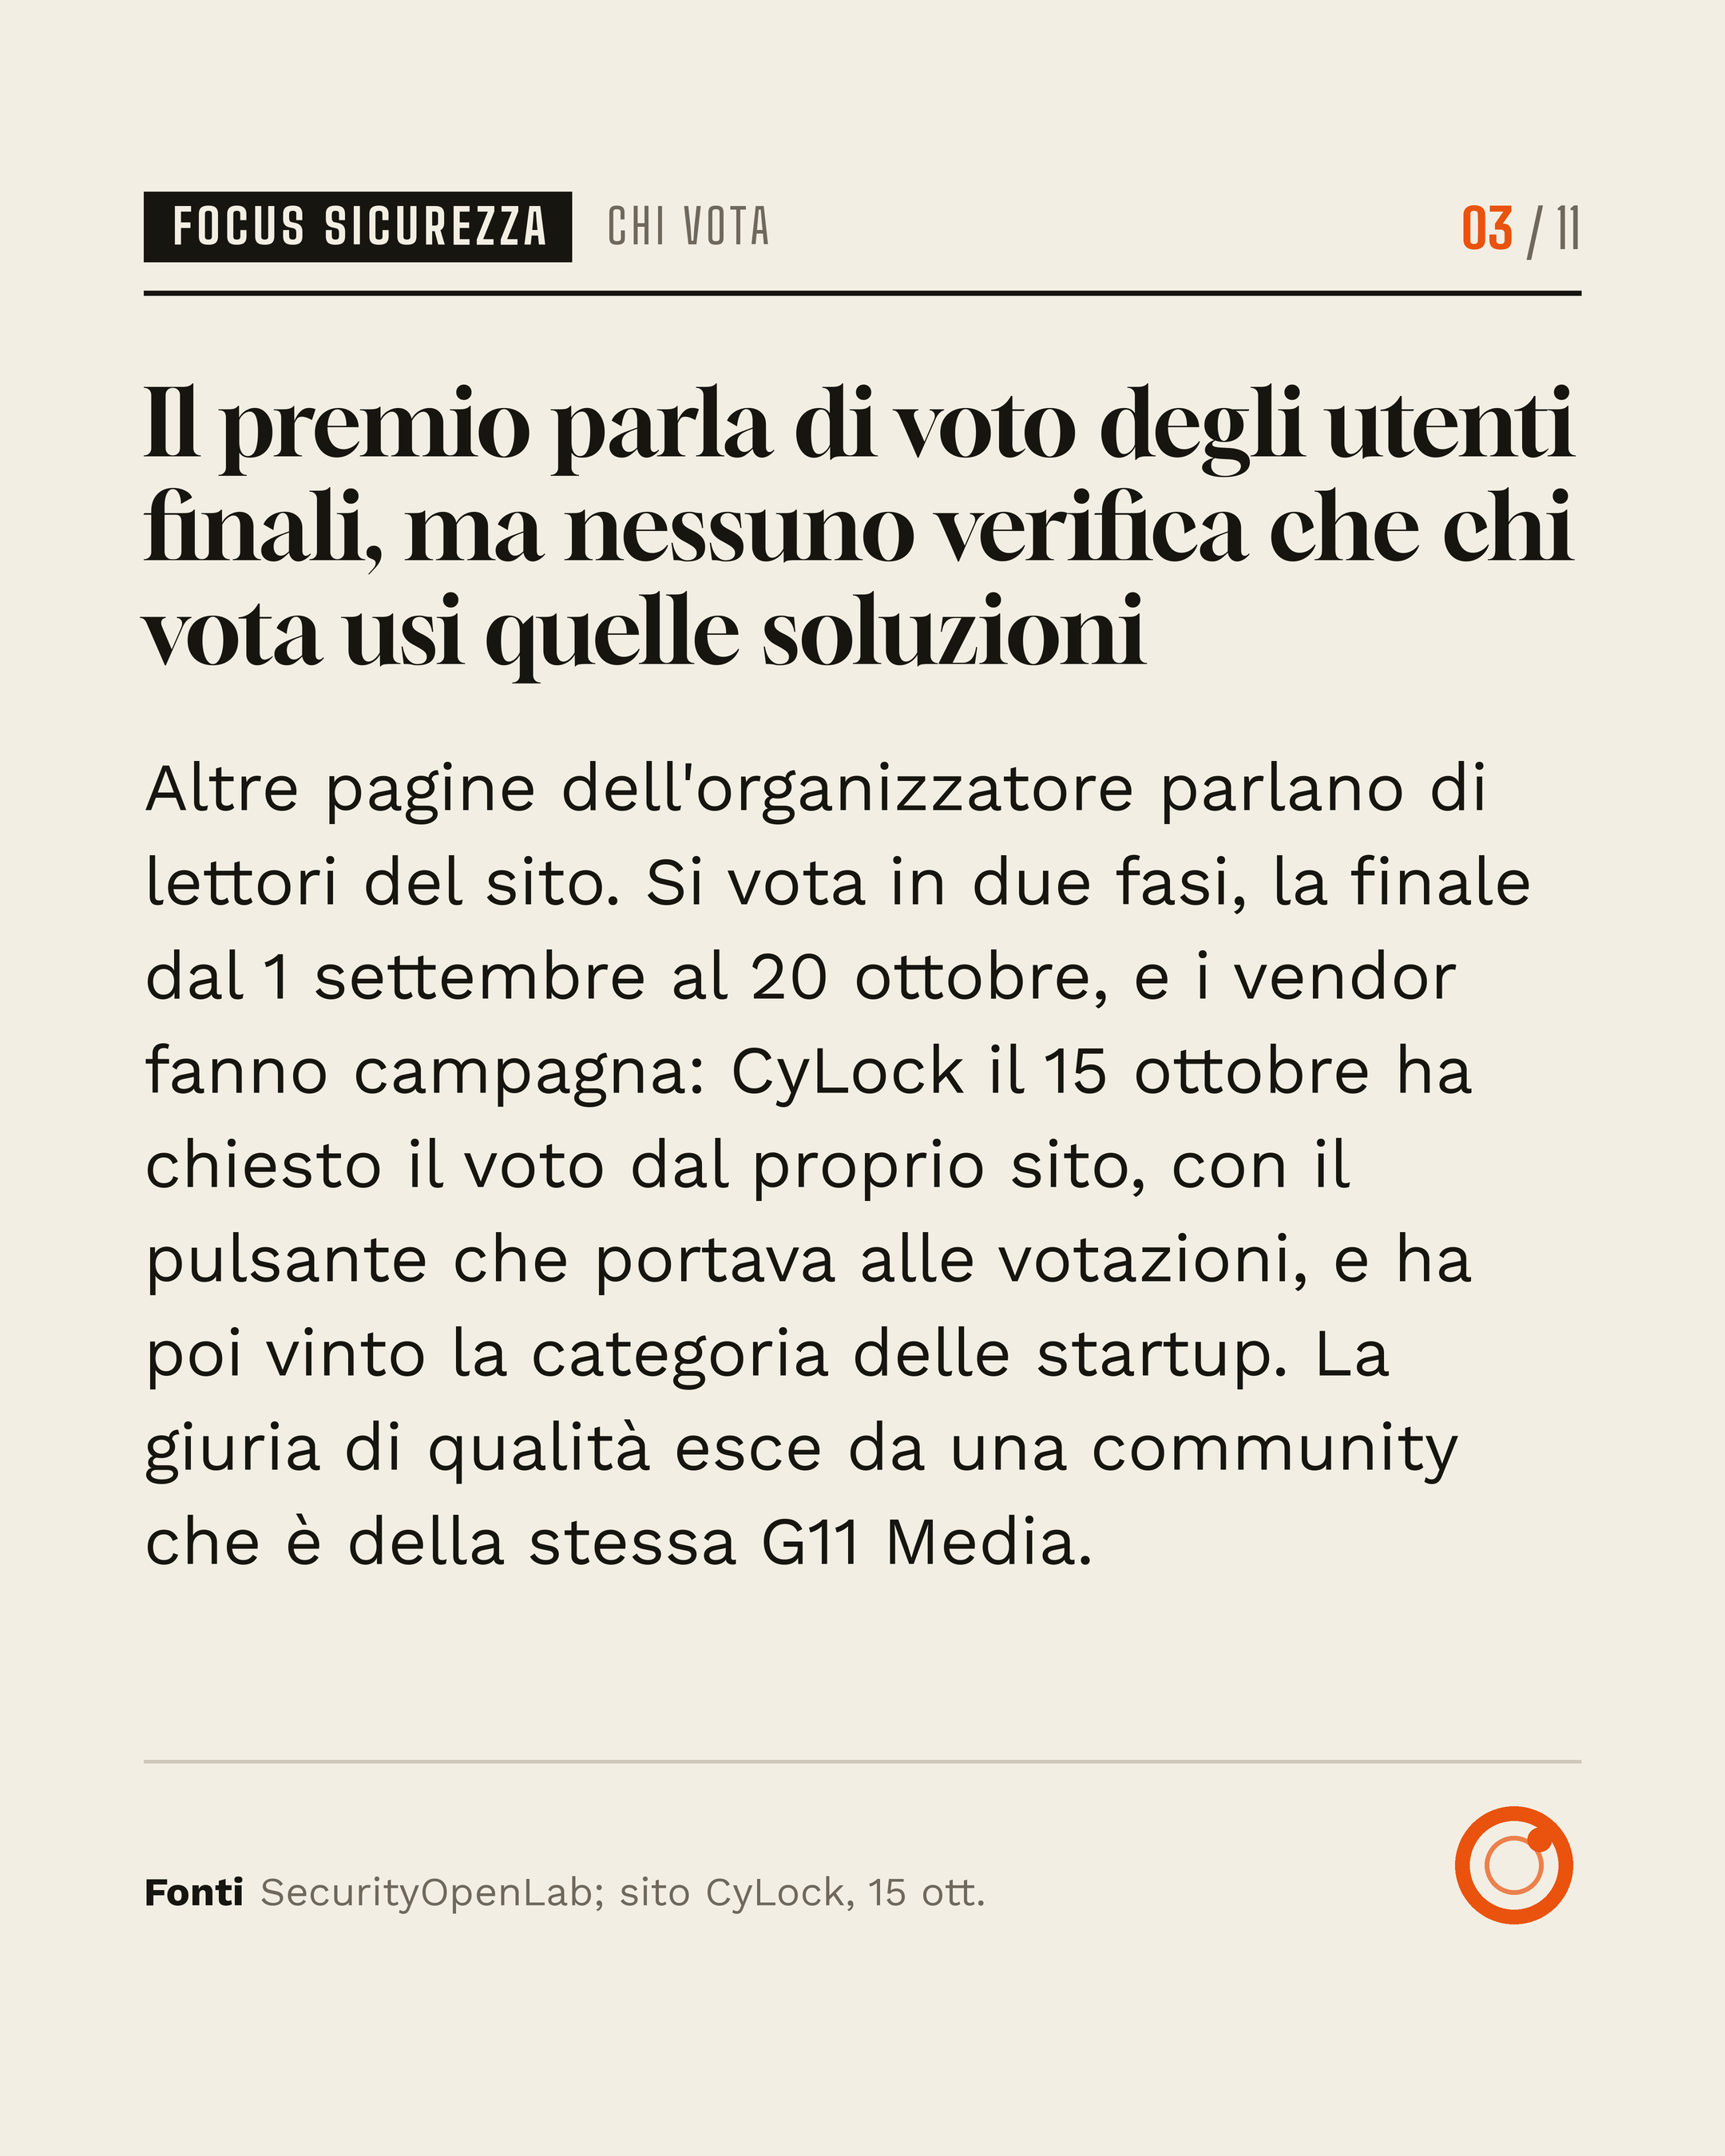 FOCUS SICUREZZA CHI VOTA 03 / 11
Il premio parla di voto degli utenti
finali, ma nessuno verifica che chi
vota usi quelle soluzioni
Altre pagine dell'organizzatore parlano di
lettori del sito. Si vota in due fasi, la finale
dal 1 settembre al 20 ottobre, e i vendor
fanno campagna: CyLock il 15 ottobre ha
chiesto il voto dal proprio sito, con il
pulsante che portava alle votazioni, e ha
poi vinto la categoria delle startup. La
giuria di qualità esce da una community
che è della stessa G11 Media.
Fonti SecurityOpenLab; sito CyLock, 15 ott.